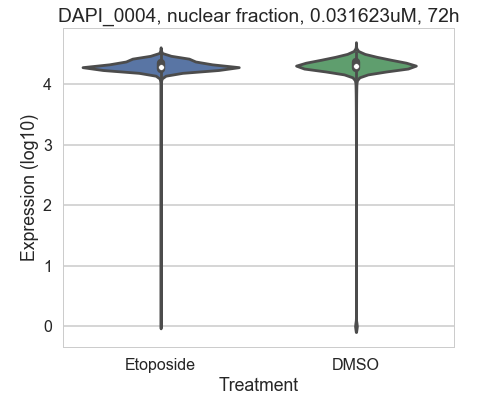 DAPI_0004, nuclear fraction, 0.031623uM, 72h
Expression (log10)
4
3
2
1
0
Etoposide
DMSO
Treatment